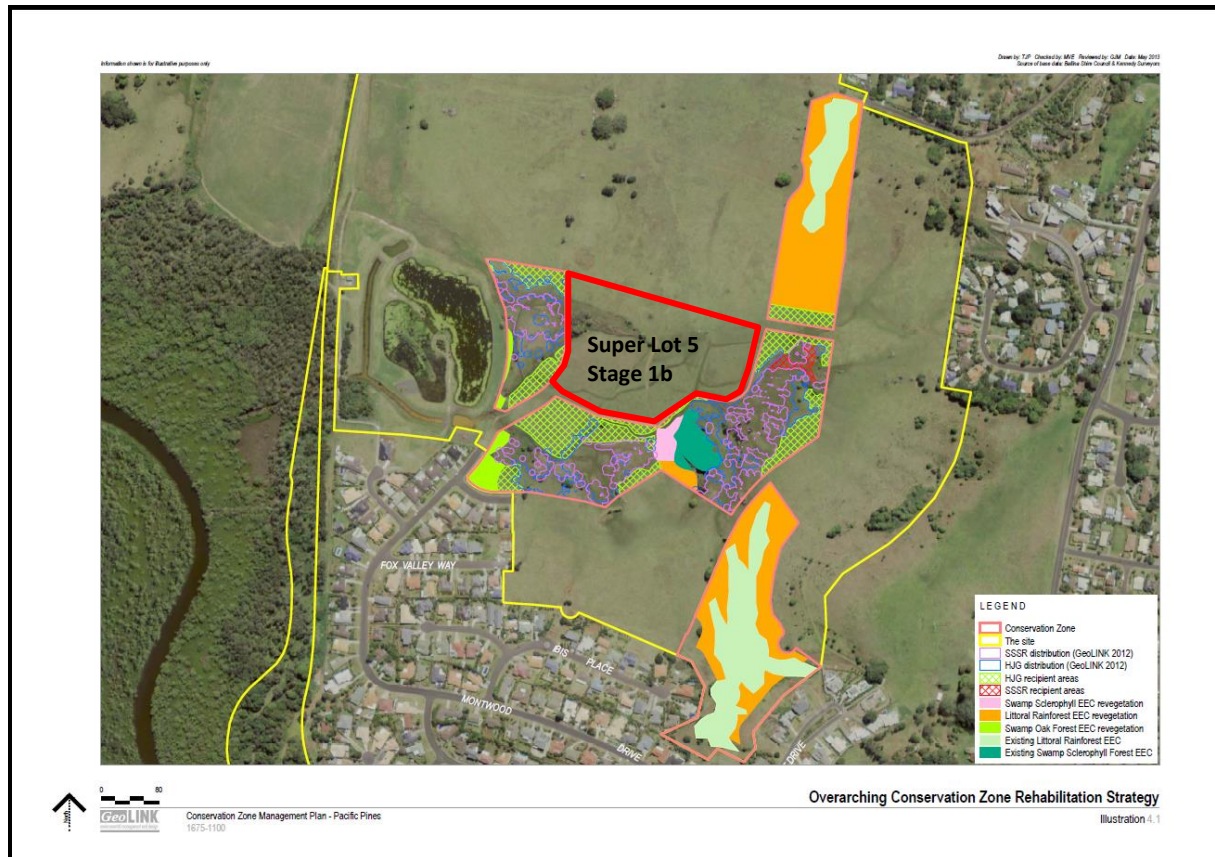 Information shown is for illustrative purposes only
Drawn by: TJP Checked by: MVE Reviewed by: GJM Date: May 2013
Source of base data: Ballina Shire Council & Kennedy Surveyors
Super Lot 5
Stage 1b
FOX VALLEY WAY
IBIS PLACE
MONTWOOD DRIVE
DRIVE
LEGEND
Conservation Zone
The site
SSSR distribution (GeoLINK 2012)
HJG distribution (GeoLINK 2012)
HJG recipient areas
SSSR recipient areas
Swamp Sclerophyll EEC revegetation
Littoral Rainforest EEC revegetation
Swamp Oak Forest EEC revegetation
Existing Littoral Rainforest EEC
Existing Swamp Sclerophyll Forest EEC
North
0 80
GeoLINK
environmental management and design
Conservation Zone Management Plan - Pacific Pines
1675-1100
Overarching Conservation Zone Rehabilitation Strategy
Illustration 4.1